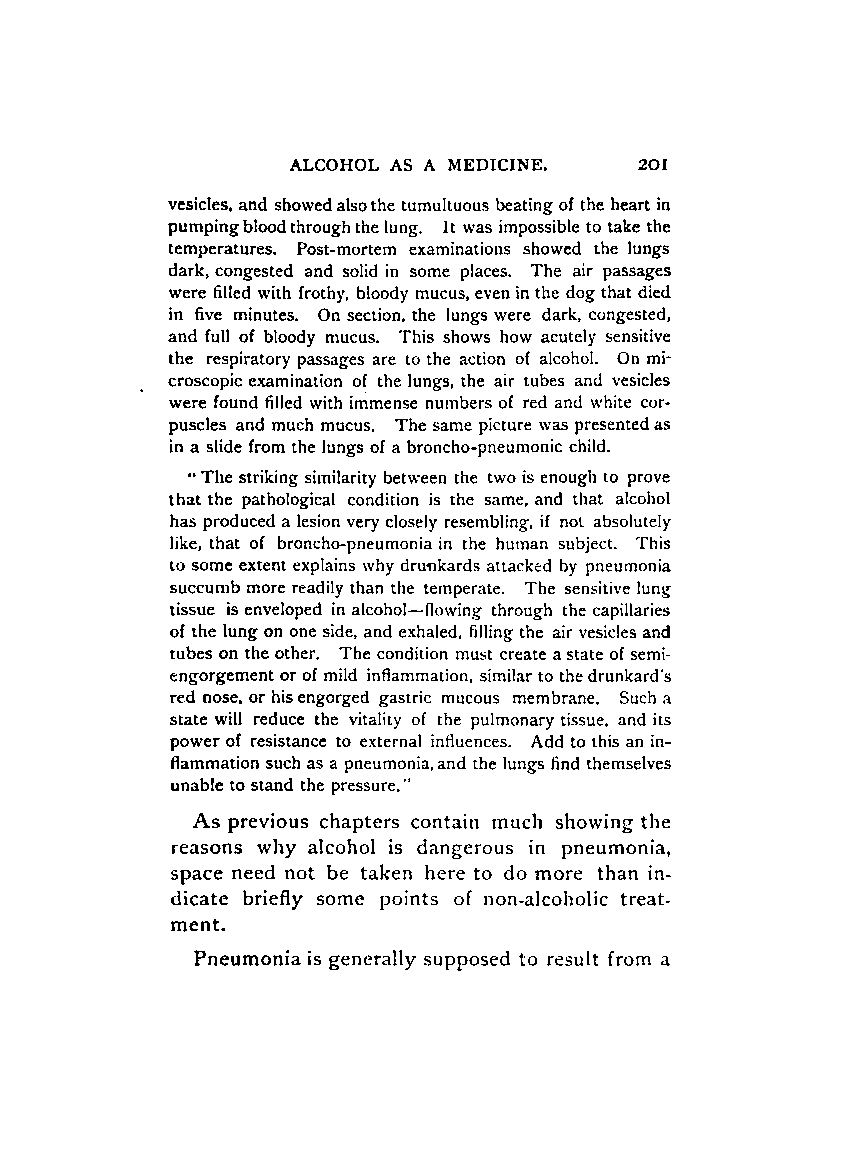 ALCOHOL AS A MEDICINE. 201
vesicles, and showed also the tumultuous beating of the heart in
pumping blood through the lung. It was impossible to take the
temperatures. Post-mortem examinations showed the lungs
dark, congested and solid in some places. The air passages
were filled with frothy, bloody mucus, even in the dog that died
in five minutes. On section, the lungs were dark, congested,
and full of bloody mucus. This shows how acutely sensitive
the respiratory passages are to the action of alcohol. On mi-
croscopic examination of the lungs, the air tubes and vesicles
were found filled with immense numbers of red and white cor-
puscles and much mucus. The same picture was presented as
in a slide from the lungs of a broncho-pneumonic child.
"The striking similarity between the two is enough to prove
that the pathological condition is the same, and that alcohol
has produced a lesion very closely resembling, if not absolutely
like, that of broncho-pneumonia in the human subject. This
to some extent explains why drunkards attacked by pneumonia
succumb more readily than the temperate. The sensitive lung
tissue is enveloped in alcohol—flowing through the capillaries
of the lung on one side, and exhaled, filling the air vesicles and
tubes on the other. The condition must create a state of semi-
engorgement or of mild inflammation, similar to the drunkard's
red nose, or his engorged gastric mucous membrane. Such a
state will reduce the vitality of the pulmonary tissue, and its
power of resistance to external influences. Add to this an in-
flammation such as a pneumonia, and the lungs find themselves
unable to stand the pressure."
As previous chapters contain much showing the
reasons why alcohol is dangerous in pneumonia,
space need not be taken here to do more than in-
dicate briefly some points of non-alcoholic treat-
ment.
Pneumonia is generally supposed to result from a